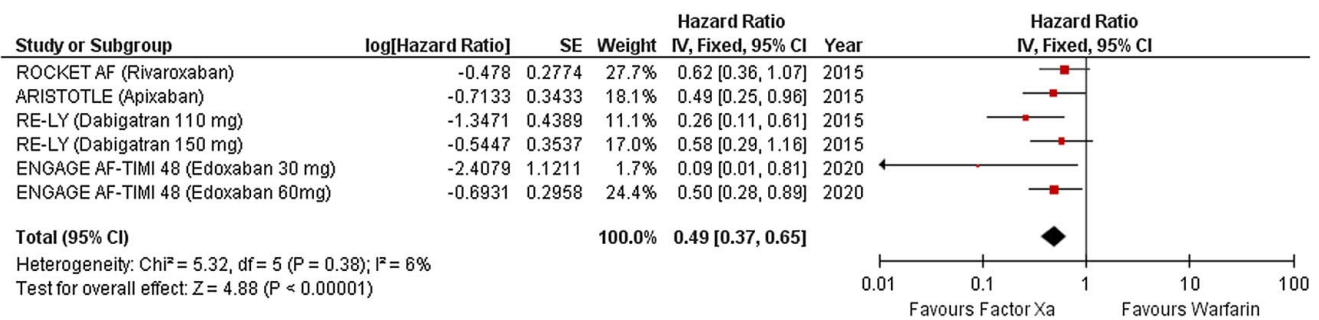 Hazard Ratio Hazard Ratio
Study or Subgroup log[Hazard Ratio] SE Weight IV, Fixed, 95% CI Year IV, Fixed, 95% CI
ROCKET AF (Rivaroxaban) -0.478 0.2774 27.7% 0.62 [0.36, 1.07] 2015
ARISTOTLE (Apixaban) -0.7133 0.3433 18.1% 0.49 [0.25, 0.96] 2015
RE-LY (Dabigatran 110 mg) -1.3471 0.4389 11.1% 0.26 [0.11, 0.61] 2015
RE-LY (Dabigatran 150 mg) -0.5447 0.3537 17.0% 0.58 [0.29, 1.16] 2015
ENGAGE AF-TIMI 48 (Edoxaban 30 mg) -2.4079 1.1211 1.7% 0.09 [0.01, 0.81] 2020
ENGAGE AF-TIMI 48 (Edoxaban 60mg) -0.6931 0.2958 24.4% 0.50 [0.28, 0.89] 2020
Total (95% CI) 100.0% 0.49 [0.37, 0.65]
Heterogeneity: Chi² = 5.32, df = 5 (P = 0.38); I² = 6%
Test for overall effect: Z = 4.88 (P < 0.00001)
0.01 0.1 1 10 100
Favours Factor Xa Favours Warfarin